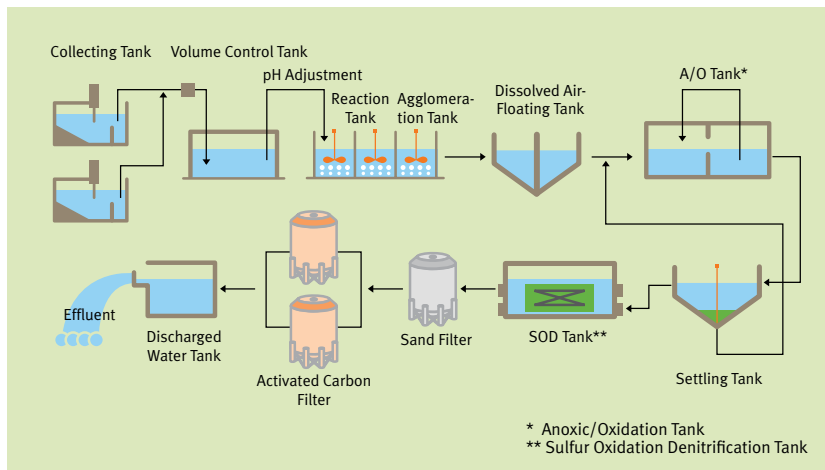 Collecting Tank
Volume Control Tank
pH Adjustment
Reaction
Tank
Agglomera-
tion Tank
Dissolved Air-
Floating Tank
A/O Tank*
Effluent
Discharged
Water Tank
Activated Carbon
Filter
Sand Filter
SOD Tank**
Settling Tank
* Anoxic/Oxidation Tank
** Sulfur Oxidation Denitrification Tank